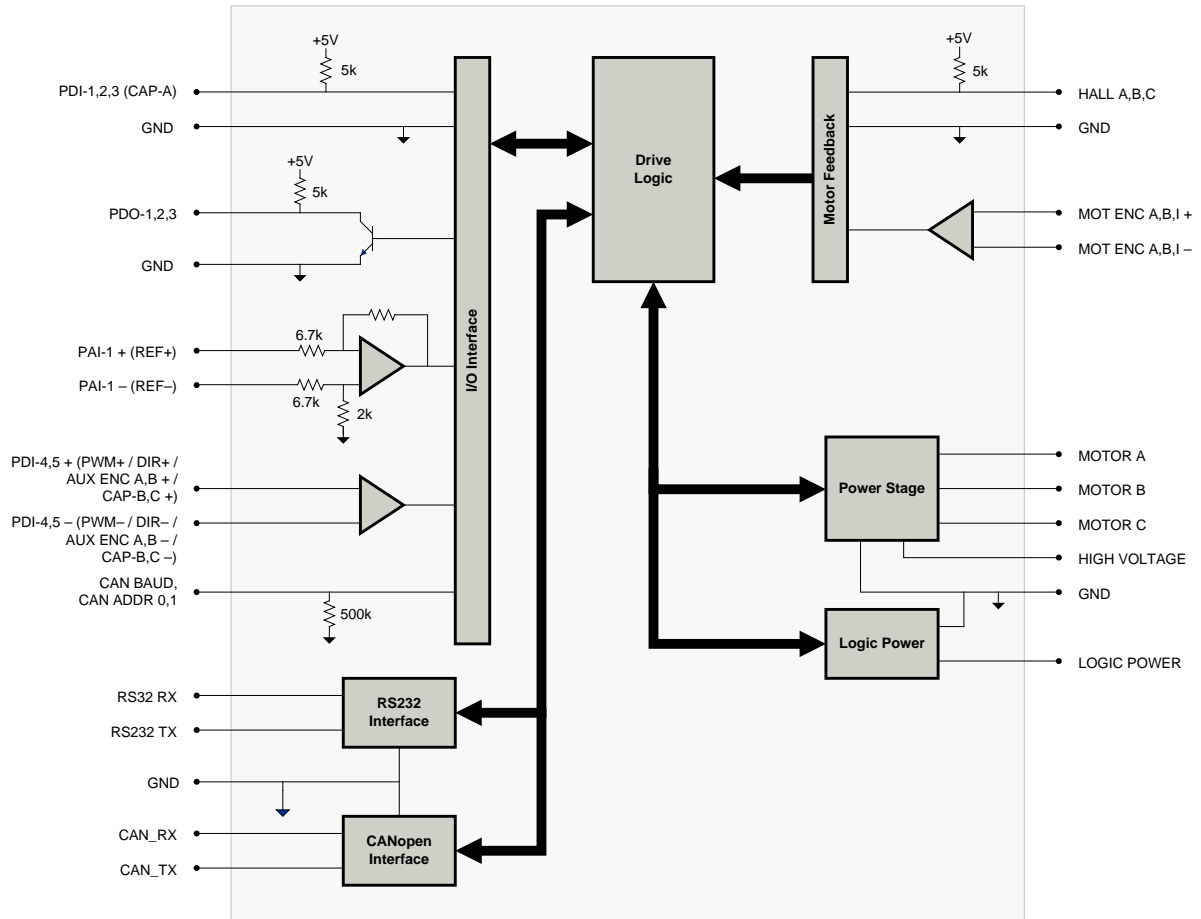 +5V
5k
PDI-1,2,3 (CAP-A)
GND
+5V
5k
PDO-1,2,3
GND
6.7k
PAI-1 + (REF+)
PAI-1 – (REF–)
6.7k
2k
PDI-4,5 + (PWM+ / DIR+ /
AUX ENC A,B + /
CAP-B,C +)
PDI-4,5 – (PWM– / DIR– /
AUX ENC A,B – /
CAP-B,C –)
CAN BAUD,
CAN ADDR 0,1
500k
I/O Interface
RS32 RX
RS232 TX
RS232
Interface
GND
CAN_RX
CAN_TX
CANopen
Interface
Drive
Logic
Motor Feedback
+5V
5k
HALL A,B,C
GND
MOT ENC A,B,I +
MOT ENC A,B,I –
Power Stage
MOTOR A
MOTOR B
MOTOR C
HIGH VOLTAGE
GND
Logic Power
LOGIC POWER